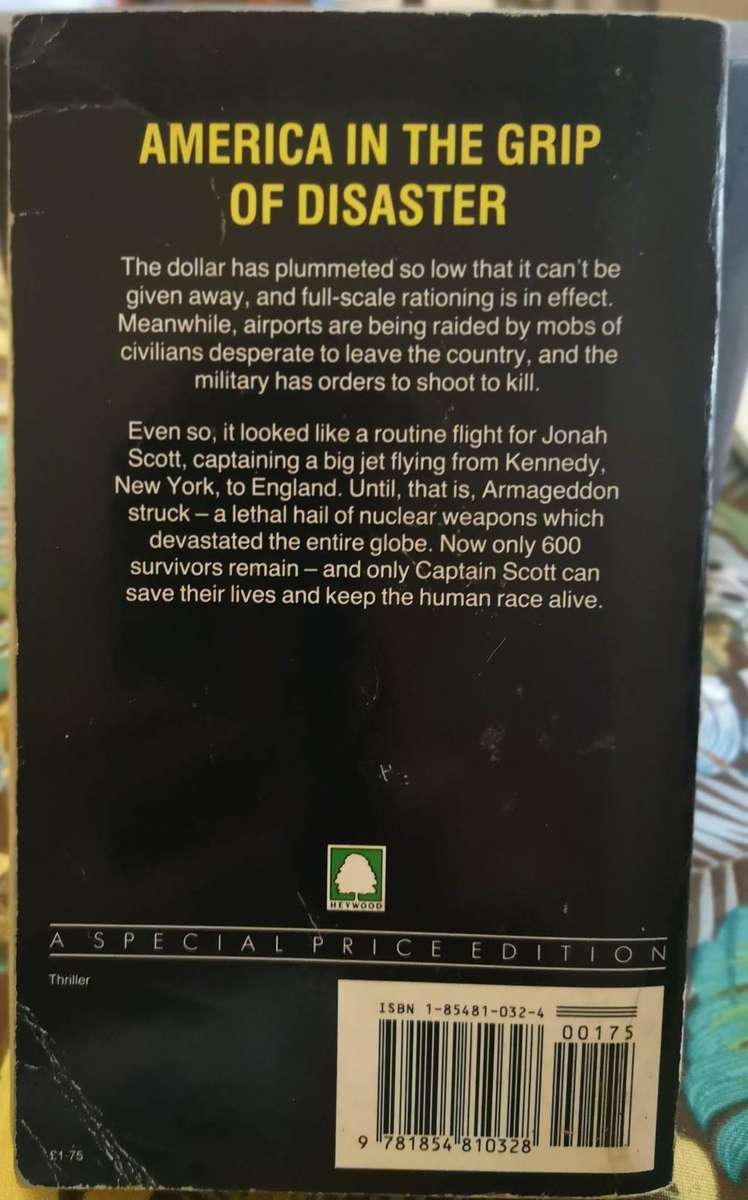 AMERICA IN THE GRIP
OF DISASTER
The dollar has plummeted so low that it can't be
given away, and full-scale rationing is in effect.
Meanwhile, airports are being raided by mobs of
civilians desperate to leave the country, and the
military has orders to shoot to kill.
Even so, it looked like a routine flight for Jonah
Scott, captaining a big jet flying from Kennedy,
New York, to England. Until, that is, Armageddon
struck – a lethal hail of nuclear weapons which
devastated the entire globe. Now only 600
survivors remain – and only Captain Scott can
save their lives and keep the human race alive.
HEYWOOD
A SPECIAL PRICE EDITION
Thriller
ISBN 1-85481-032-4
00175
9 781854 810328
£1·75